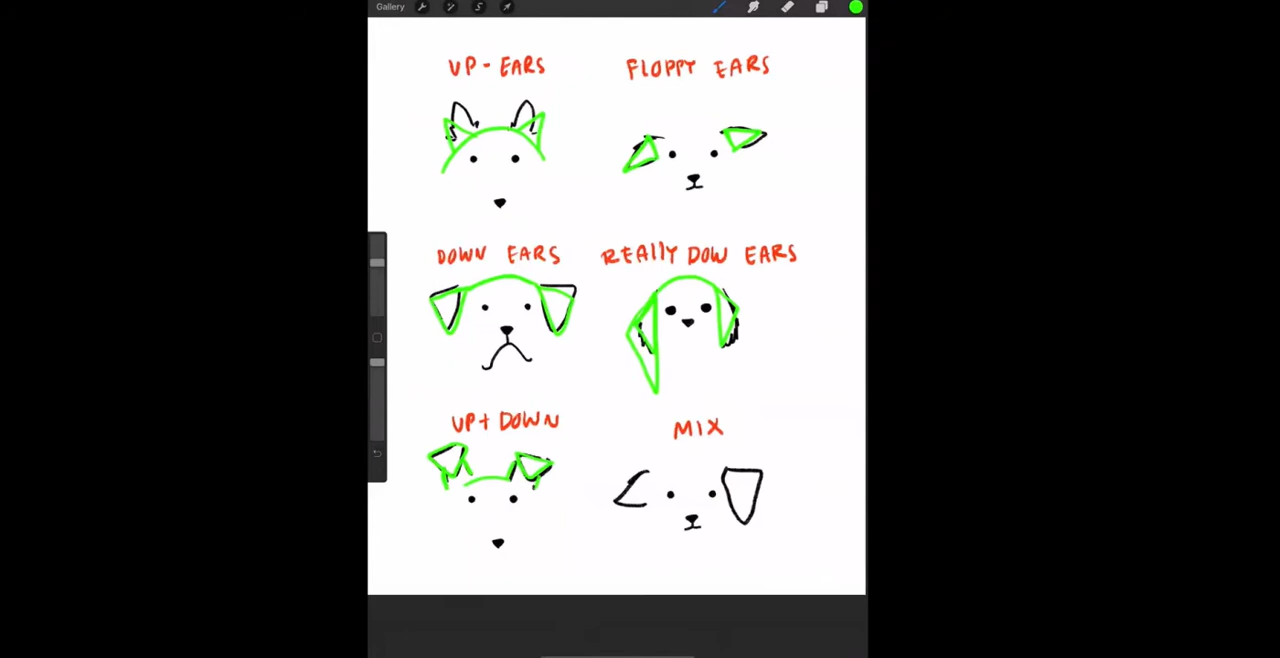 Gallery
UP-EARS
FLOPPY EARS
DOWN EARS
REAllY DOW EARS
UP+ DOWN
MIX